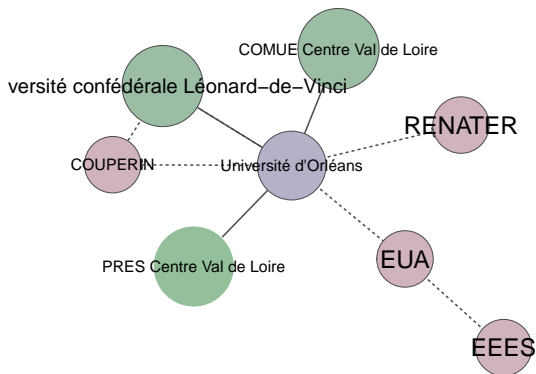 COMUE Centre Val de Loire
versité confédérale Léonard−de−Vinci
RENATER
COUPERIN
Université d'Orléans
EUA
PRES Centre Val de Loire
EEES